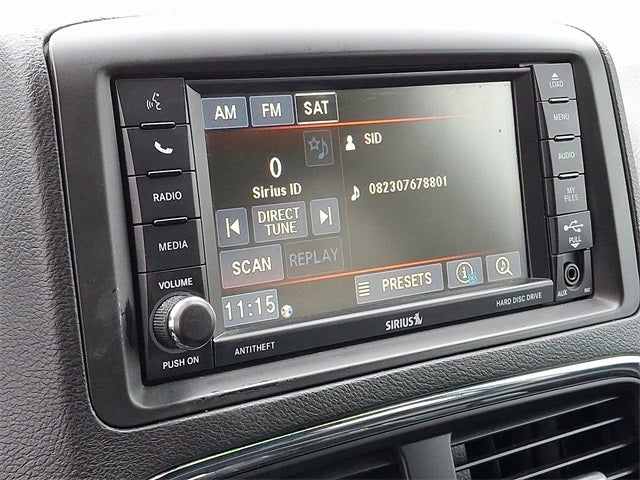 AM FM SAT
0
Sirius ID
SID
082307678801
DIRECT
TUNE
SCAN REPLAY
PRESETS
11:15
RADIO
MEDIA
VOLUME
PUSH ON
ANTITHEFT
SIRIUS
HARD DISC DRIVE
LOAD
MENU
AUDIO
MY
FILES
PULL
AUX